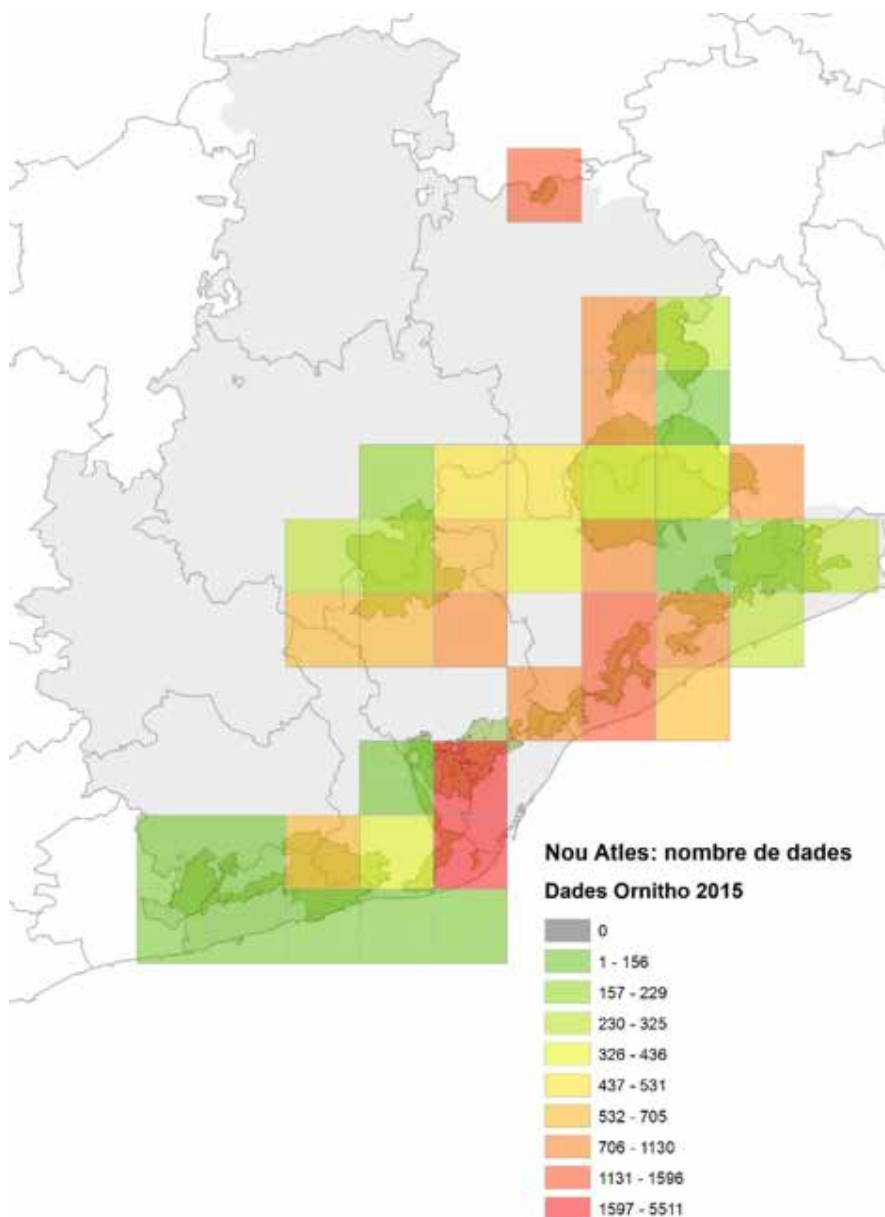 Nou Atles: nombre de dades
Dades Ornitho 2015
0
1 - 156
157 - 229
230 - 325
326 - 436
437 - 531
532 - 705
706 - 1130
1131 - 1596
1597 - 5511